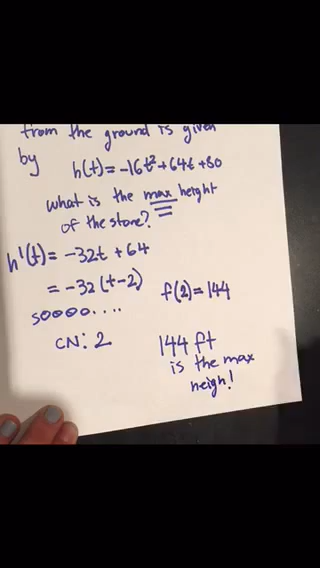 from the ground is given
by h(t) = -16t² + 64t + 80
what is the max height
of the stone?
h'(t) = -32t + 64
= -32(t-2) f(2) = 144
soooo....
CN: 2 144 ft
is the max
heigh!